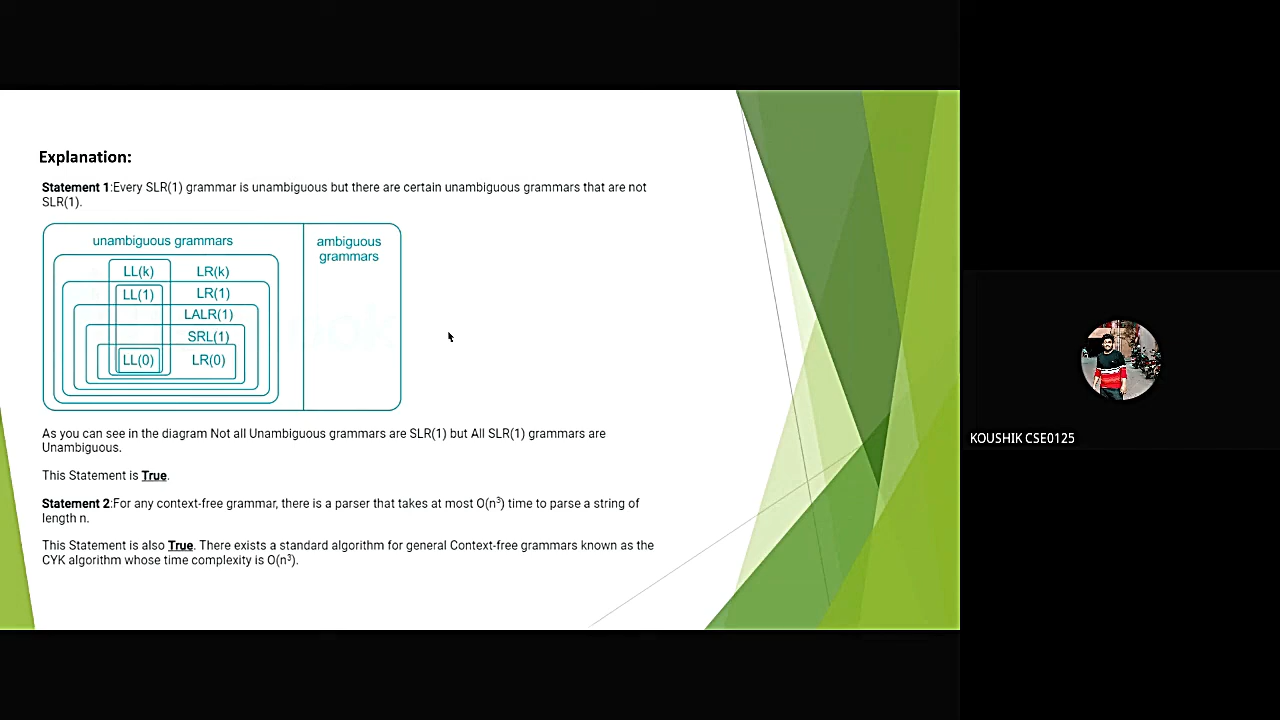 Explanation:
Statement 1:Every SLR(1) grammar is unambiguous but there are certain unambiguous grammars that are not
SLR(1).
unambiguous grammars
ambiguous
grammars
LL(k) LR(k)
LL(1) LR(1)
LALR(1)
SRL(1)
LL(0) LR(0)
As you can see in the diagram Not all Unambiguous grammars are SLR(1) but All SLR(1) grammars are
Unambiguous.
This Statement is True.
Statement 2:For any context-free grammar, there is a parser that takes at most O(n³) time to parse a string of
length n.
This Statement is also True. There exists a standard algorithm for general Context-free grammars known as the
CYK algorithm whose time complexity is O(n³).
KOUSHIK CSE0125